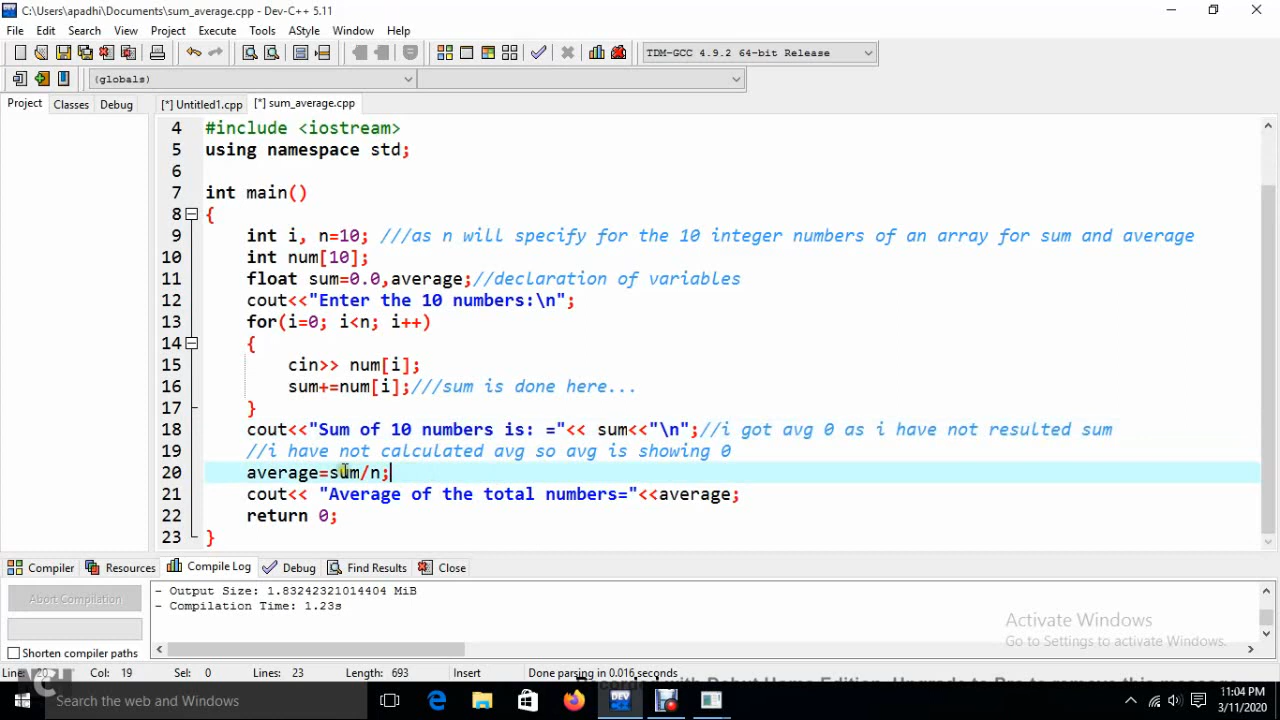 C:\Users\apadhi\Documents\sum_average.cpp - Dev-C++ 5.11
File Edit Search View Project Execute Tools AStyle Window Help
TDM-GCC 4.9.2 64-bit Release
(globals)
Project Classes Debug [*] Untitled1.cpp [*] sum_average.cpp
4 #include <iostream>
5 using namespace std;
6
7 int main()
8 {
9 int i, n=10; ///as n will specify for the 10 integer numbers of an array for sum and average
10 int num[10];
11 float sum=0.0,average;//declaration of variables
12 cout<<"Enter the 10 numbers:\n";
13 for(i=0; i<n; i++)
14 {
15 cin>> num[i];
16 sum+=num[i];///sum is done here...
17 }
18 cout<<"Sum of 10 numbers is: ="<< sum<<"\n";//i got avg 0 as i have not resulted sum
19 //i have not calculated avg so avg is showing 0
20 average=sum/n;
21 cout<< "Average of the total numbers="<<average;
22 return 0;
23 }
Compiler Resources Compile Log Debug Find Results Close
Abort Compilation
- Output Size: 1.83242321014404 MiB
- Compilation Time: 1.23s
Shorten compiler paths
Activate Windows
Go to Settings to activate Windows.
Line: 20 Col: 19 Sel: 0 Lines: 23 Length: 693 Insert Done parsing in 0.016 seconds
Search the web and Windows
11:04 PM
3/11/2020